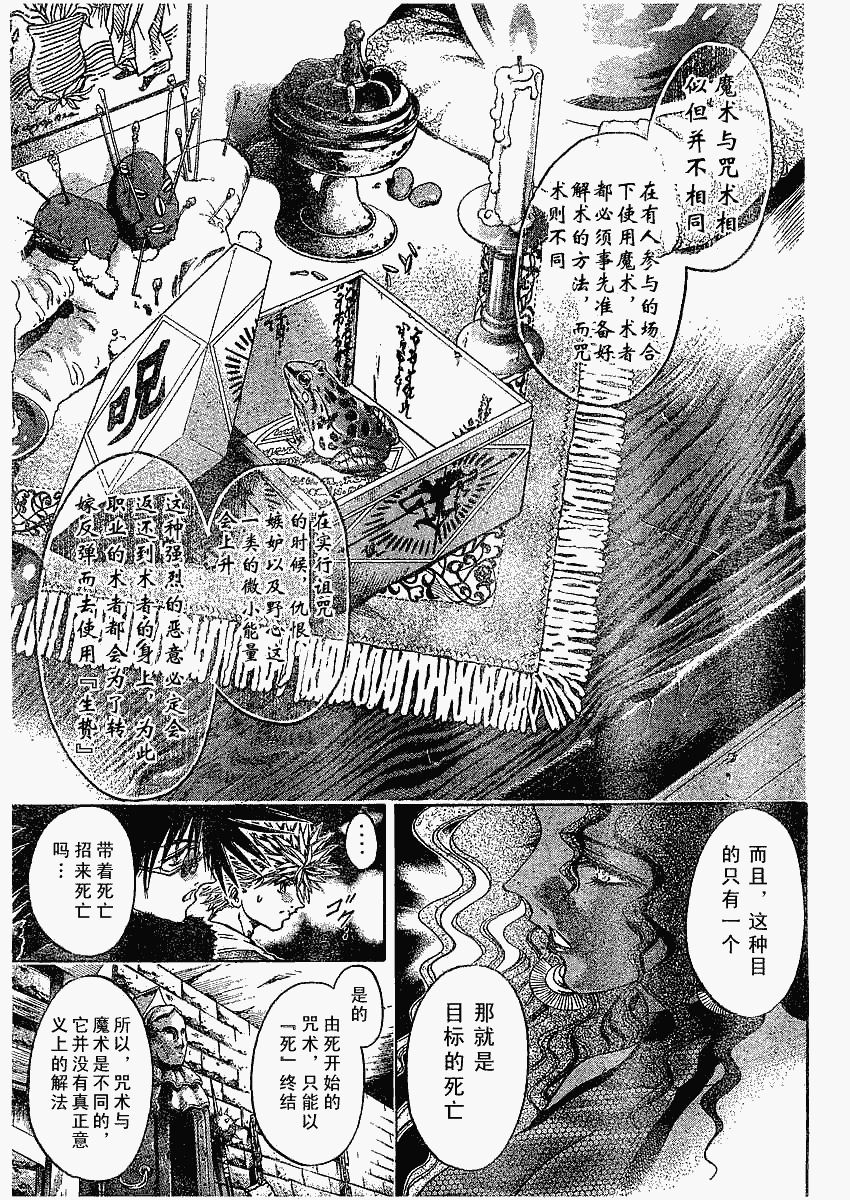 魔术与咒术相
似但并不相同
在有人参与的场合
下使用魔术，术者
都必须事先准备好
解术的方法，而咒
术则不同
呪
在实行诅咒
的时候，仇恨
嫉妒以及野心这
一类的微小能量
会上升
这种强烈的恶意必定会
返还到术者的身上，为此
职业的术者都会为了转
嫁反弹而去使用『生贽』
而且，这种目
的只有一个
那就是
目标的死亡
····
带着死亡
招来死亡
吗…
ゴクッ
是的
由死开始的
咒术，只能以
『死』终结
所以，咒术与
魔术是不同的，
它并没有真正意
义上的解法